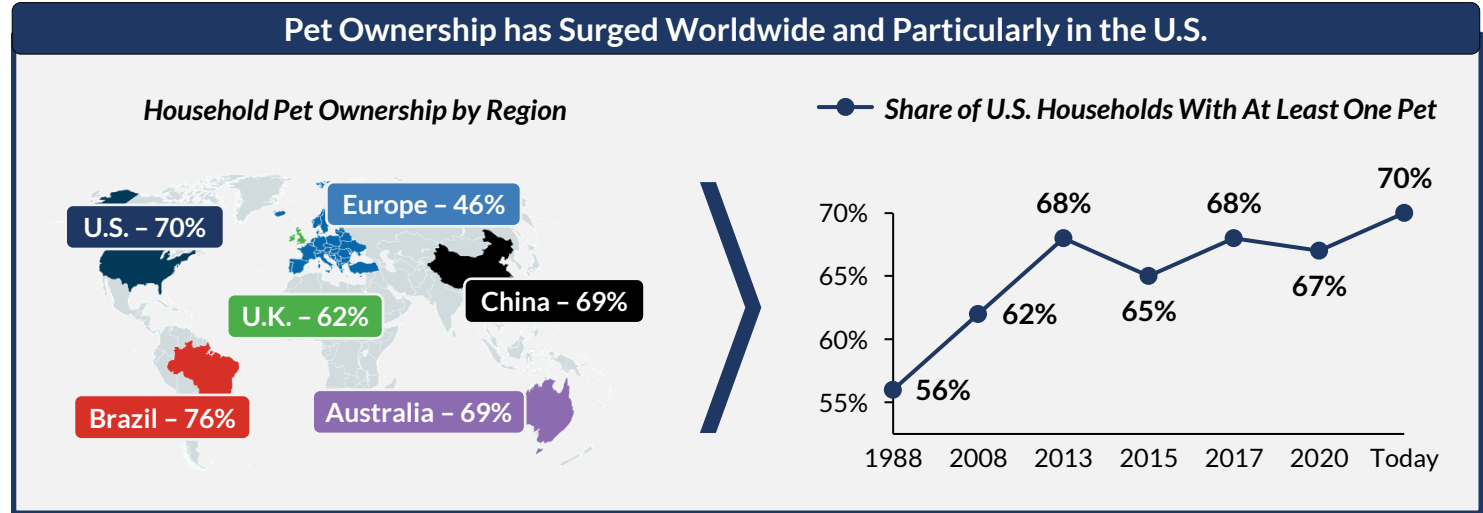 Pet Ownership has Surged Worldwide and Particularly in the U.S.
Household Pet Ownership by Region
U.S. – 70%
Europe – 46%
China – 69%
U.K. – 62%
Brazil – 76%
Australia – 69%
Share of U.S. Households With At Least One Pet
70%
65%
60%
55%
56%
62%
68%
65%
68%
67%
70%
1988 2008 2013 2015 2017 2020 Today